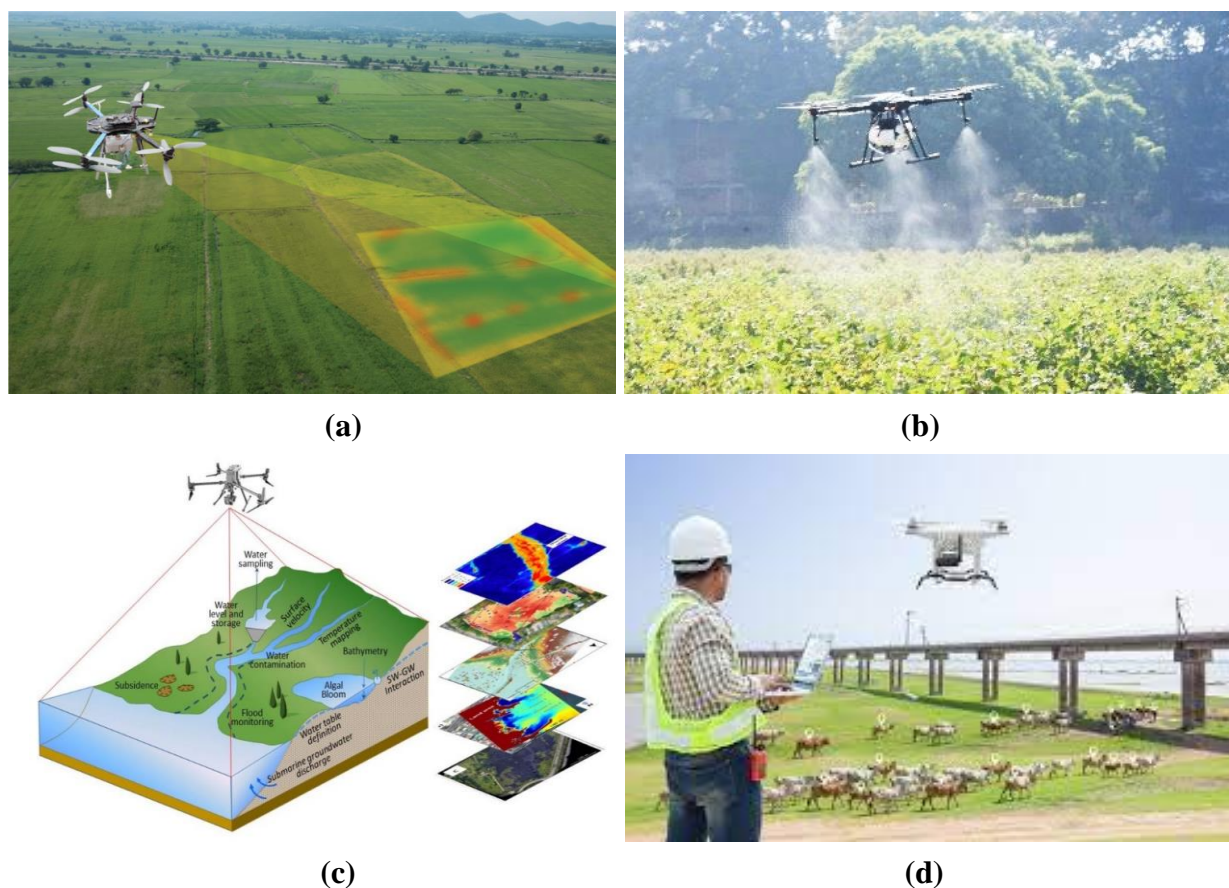 (a)
(b)
Water
sampling
Water
level and
storage
Surface
velocity
Temperature
mapping
Water
contamination
Bathymetry
Subsidence
Algal
Bloom
SW-GW
Interaction
Flood
monitoring
Water table
definition
Submarine groundwater
discharge
(c)
(d)